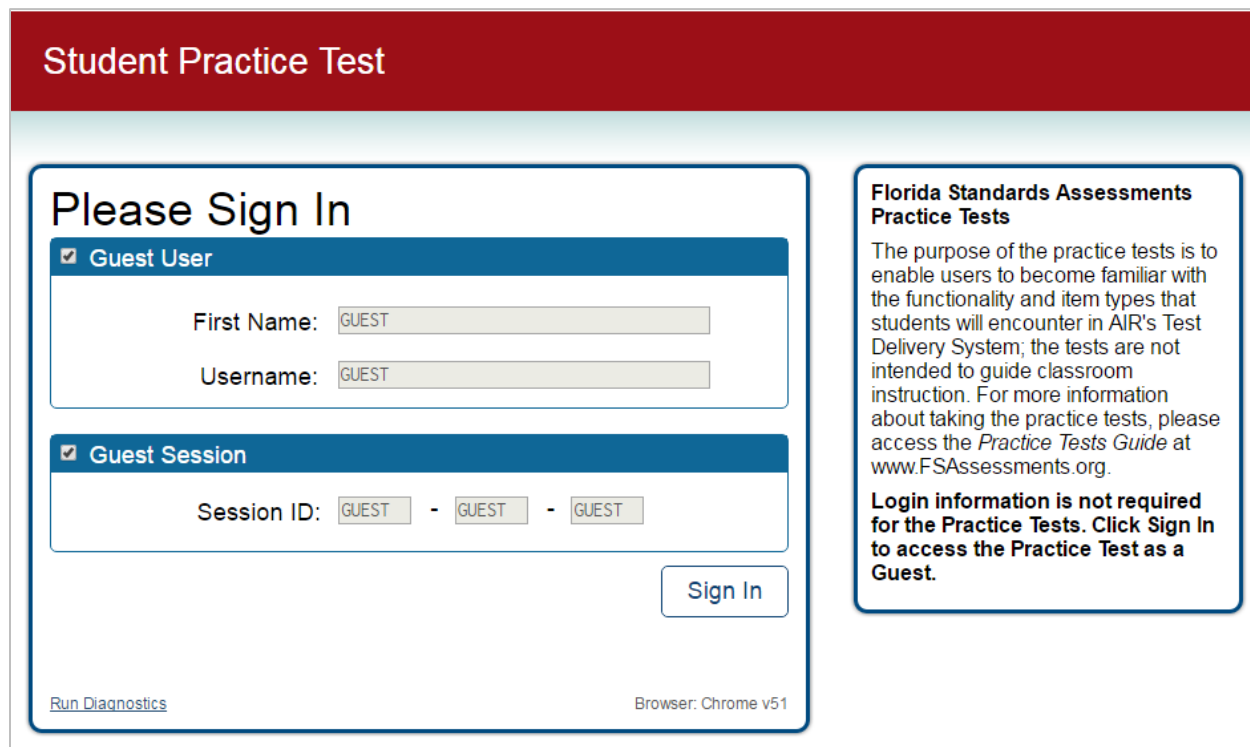 Student Practice Test
Please Sign In
Guest User
First Name: GUEST
Username: GUEST
Guest Session
Session ID: GUEST - GUEST - GUEST
Sign In
Run Diagnostics
Browser: Chrome v51
Florida Standards Assessments
Practice Tests
The purpose of the practice tests is to
enable users to become familiar with
the functionality and item types that
students will encounter in AIR's Test
Delivery System; the tests are not
intended to guide classroom
instruction. For more information
about taking the practice tests, please
access the Practice Tests Guide at
www.FSAssessments.org.
Login information is not required
for the Practice Tests. Click Sign In
to access the Practice Test as a
Guest.